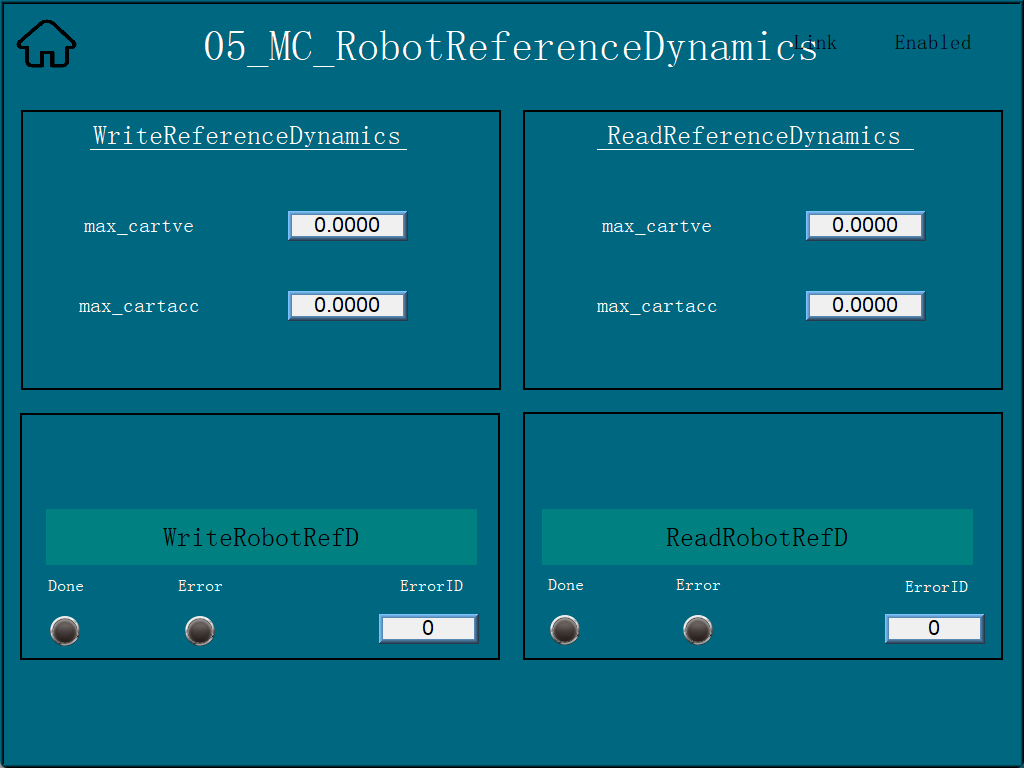 05_MC_RobotReferenceDynamics
Link Enabled
WriteReferenceDynamics
max_cartve 0.0000
max_cartacc 0.0000
ReadReferenceDynamics
max_cartve 0.0000
max_cartacc 0.0000
WriteRobotRefD
Done Error ErrorID
0
ReadRobotRefD
Done Error ErrorID
0